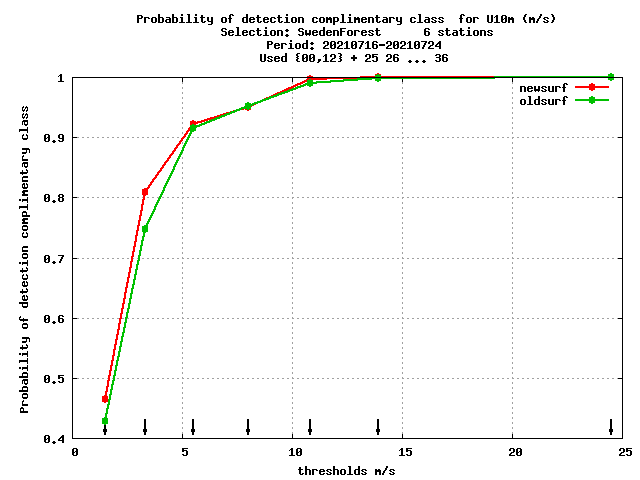 Probability of detection complimentary class  for U10m (m/s)
Selection: SwedenForest      6 stations
Period: 20210716-20210724
Used {00,12} + 25 26 ... 36
newsurf
oldsurf
Probability of detection complimentary class
1
0.9
0.8
0.7
0.6
0.5
0.4
0 5 10 15 20 25
thresholds m/s